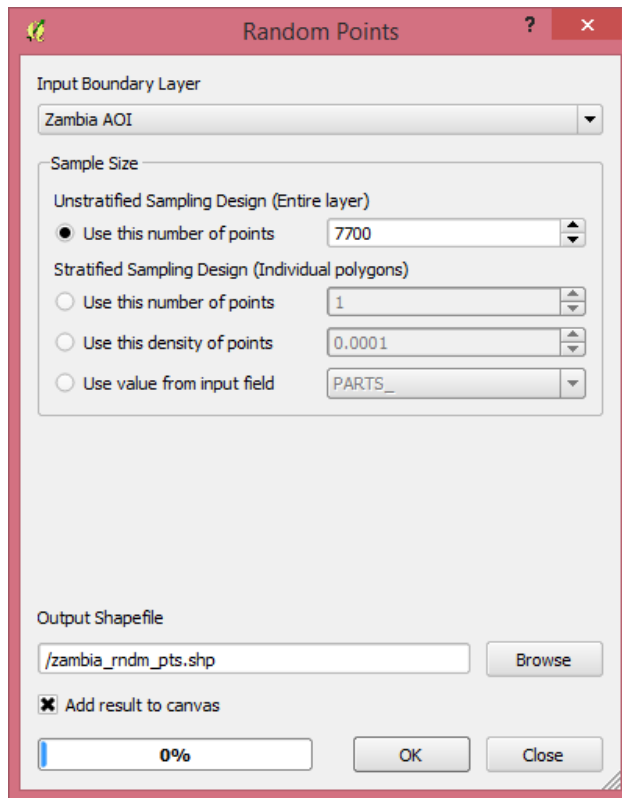 Random Points
?
×
Input Boundary Layer
Zambia AOI
Sample Size
Unstratified Sampling Design (Entire layer)
Use this number of points 7700
Stratified Sampling Design (Individual polygons)
Use this number of points 1
Use this density of points 0.0001
Use value from input field PARTS_
Output Shapefile
/zambia_rndm_pts.shp Browse
Add result to canvas
0% OK Close